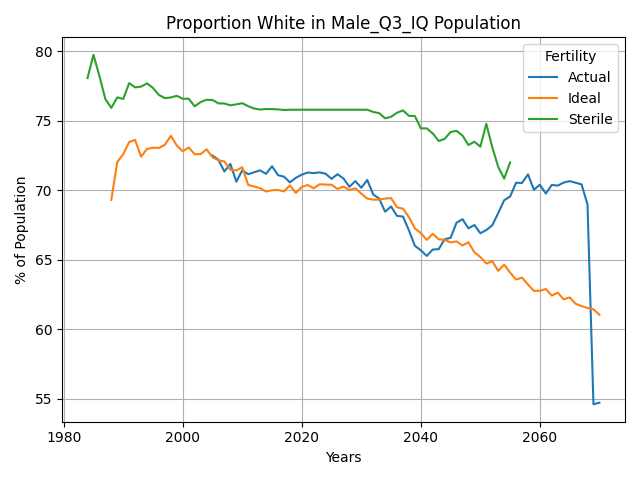 Proportion White in Male_Q3_IQ Population
% of Population
80
75
70
65
60
55
1980
2000
2020
2040
2060
Years
Fertility
Actual
Ideal
Sterile